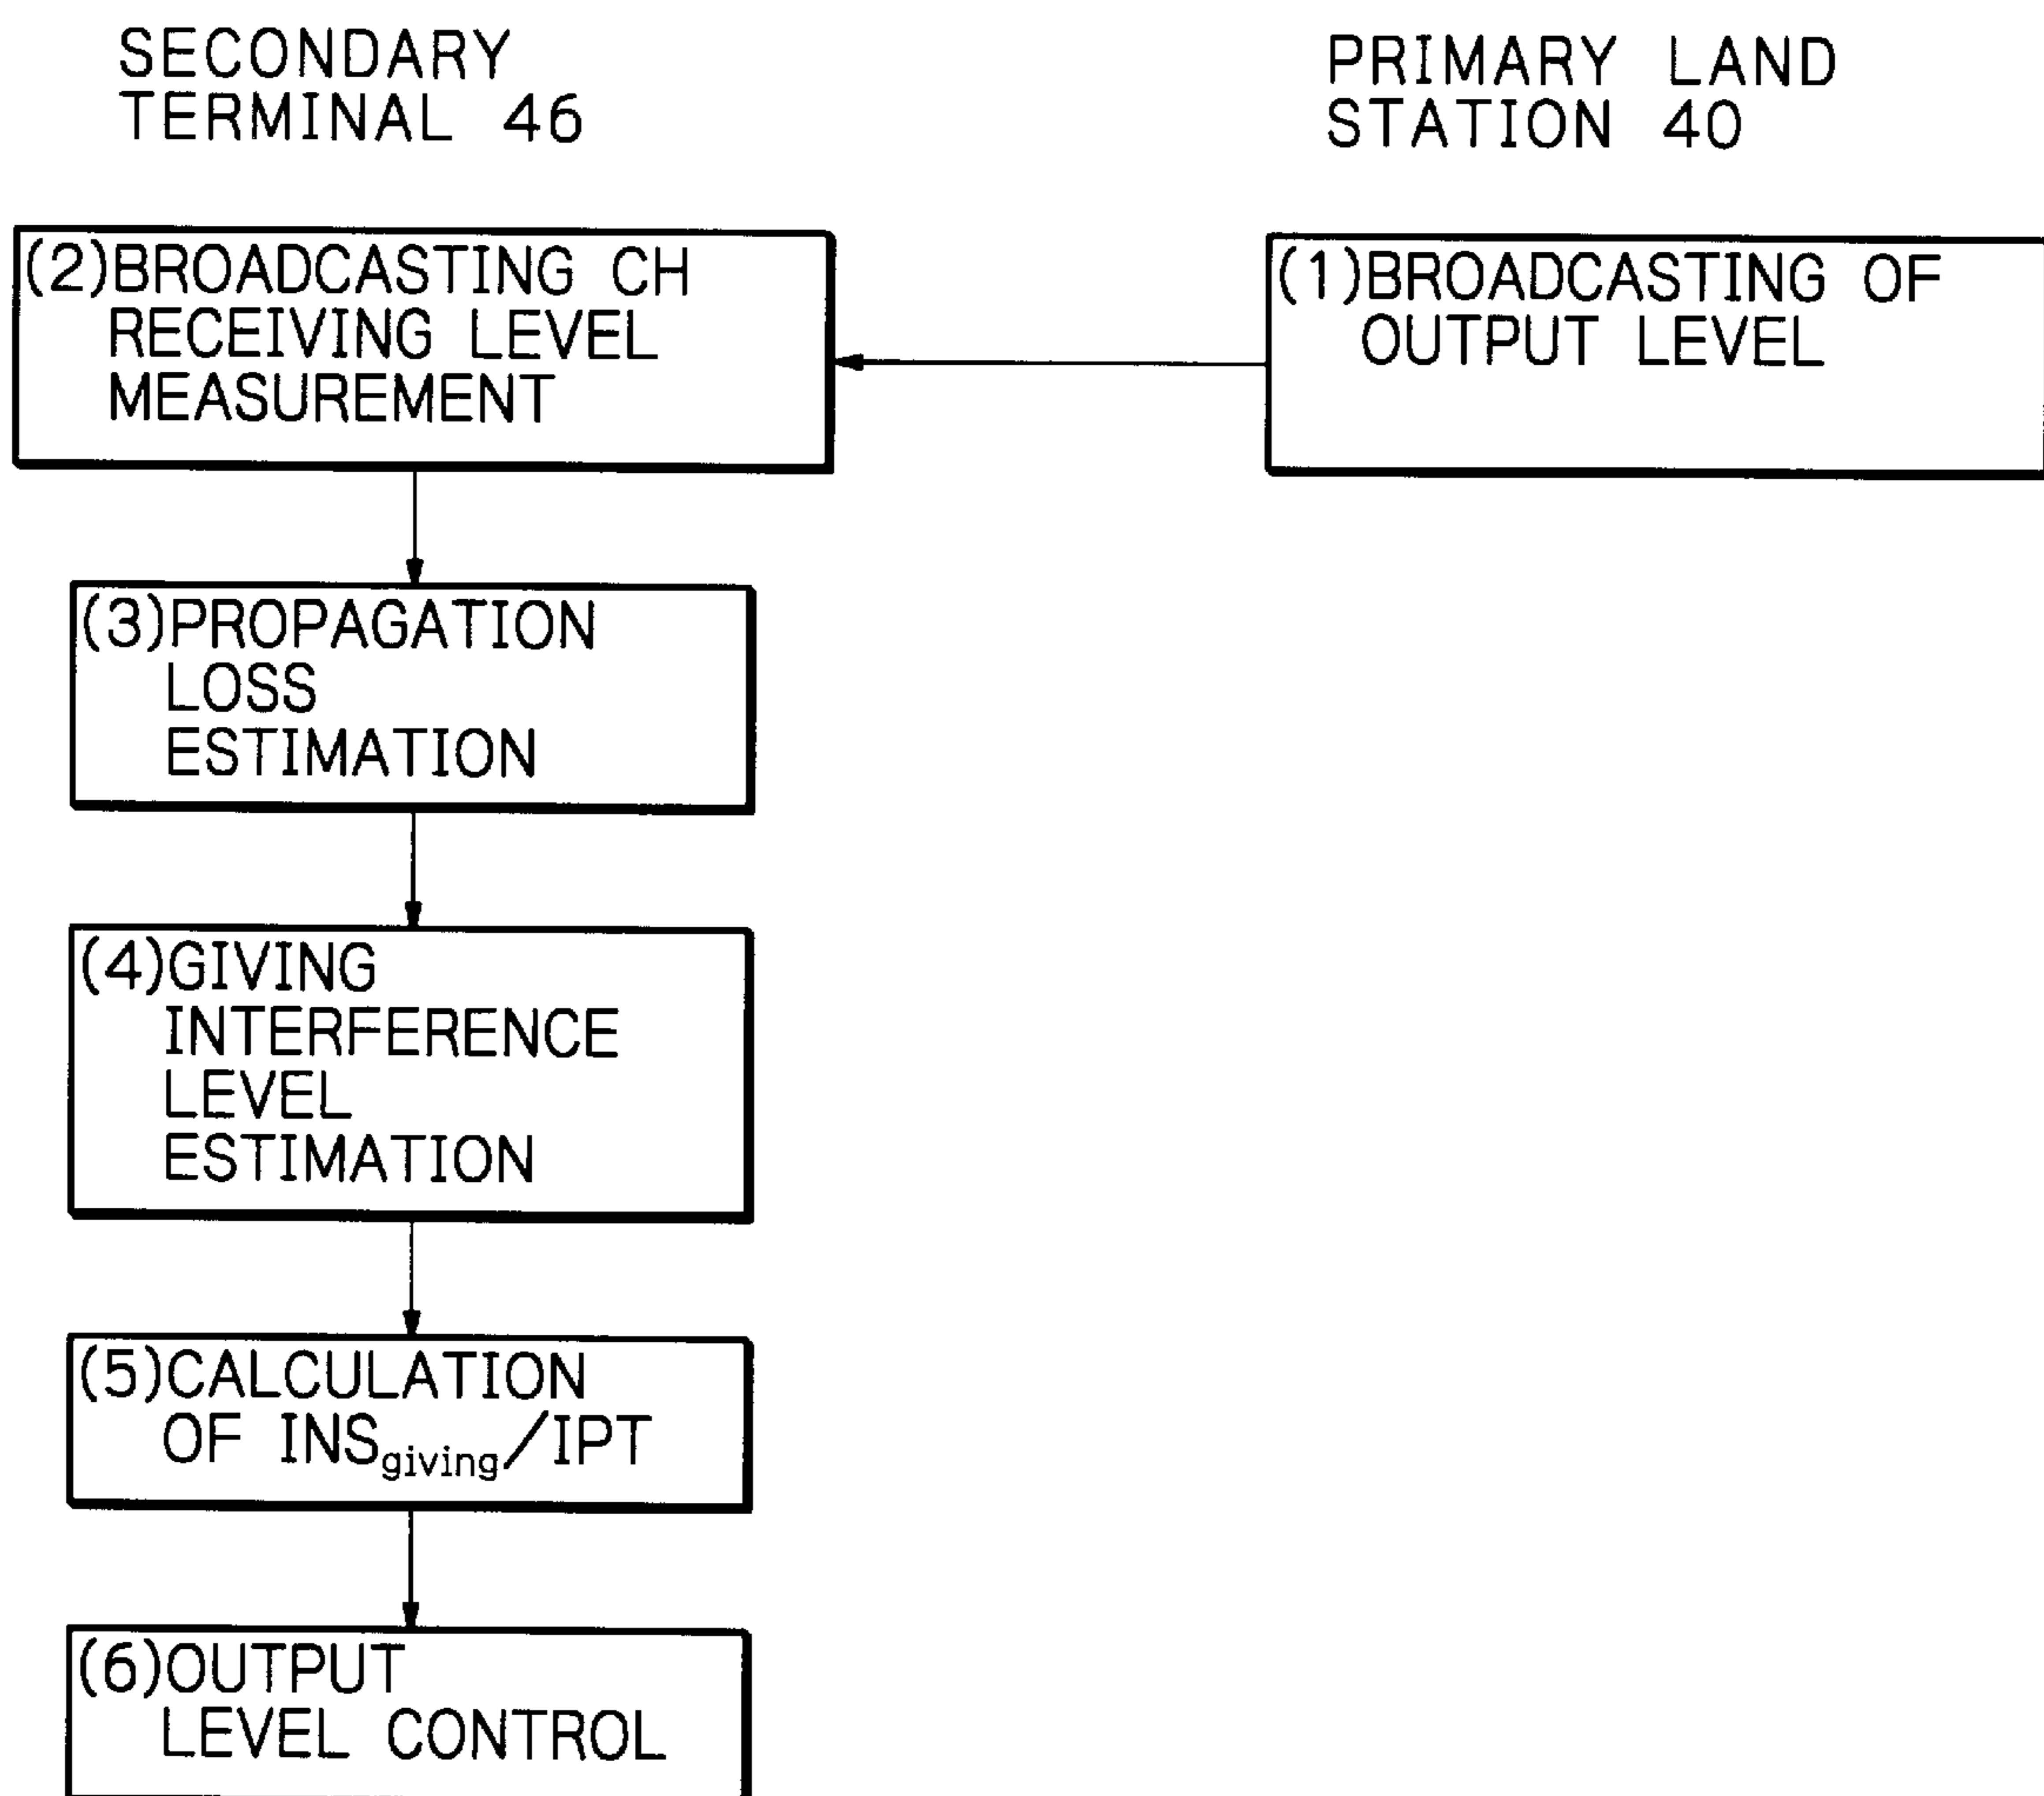 SECONDARY
TERMINAL 46
PRIMARY LAND
STATION 40
(2)BROADCASTING CH
RECEIVING LEVEL
MEASUREMENT
(1)BROADCASTING OF
OUTPUT LEVEL
(3)PROPAGATION
LOSS
ESTIMATION
(4)GIVING
INTERFERENCE
LEVEL
ESTIMATION
(5)CALCULATION
OF INSgiving/IPT
(6)OUTPUT
LEVEL CONTROL